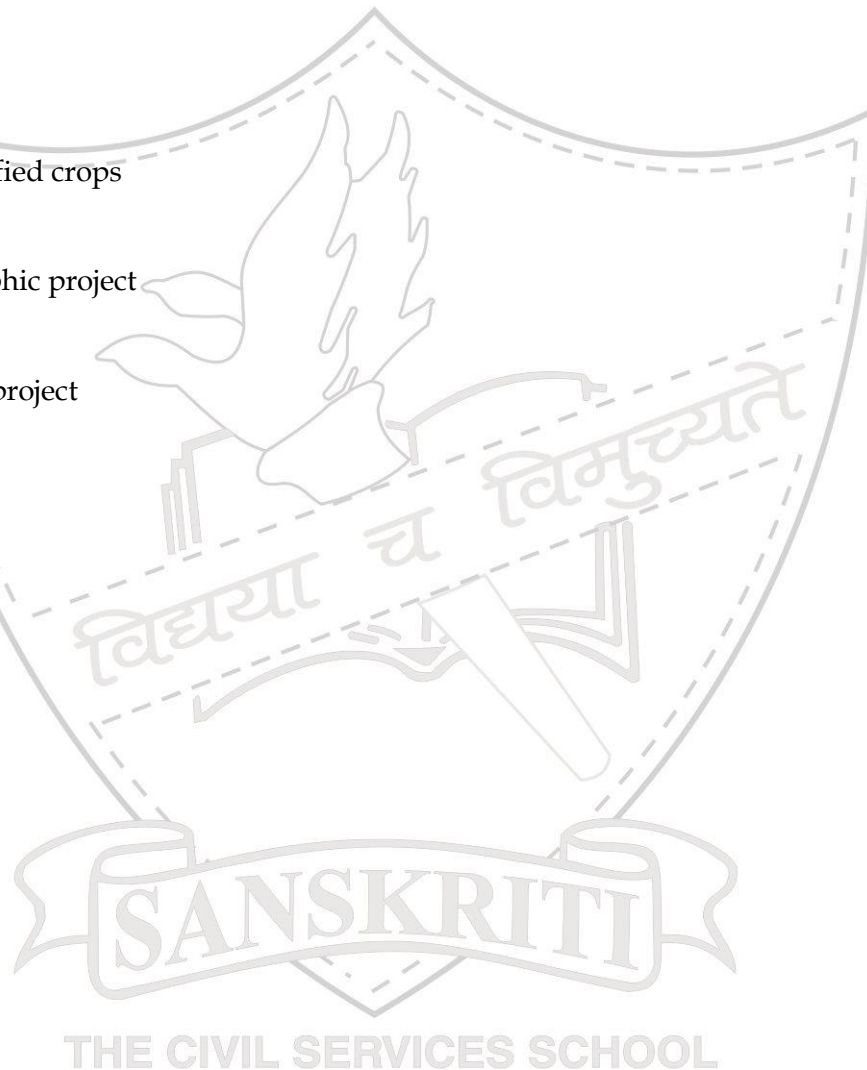 fied crops
phic project
project
विद्यया च विमुच्यते
SANSKRITI
THE CIVIL SERVICES SCHOOL